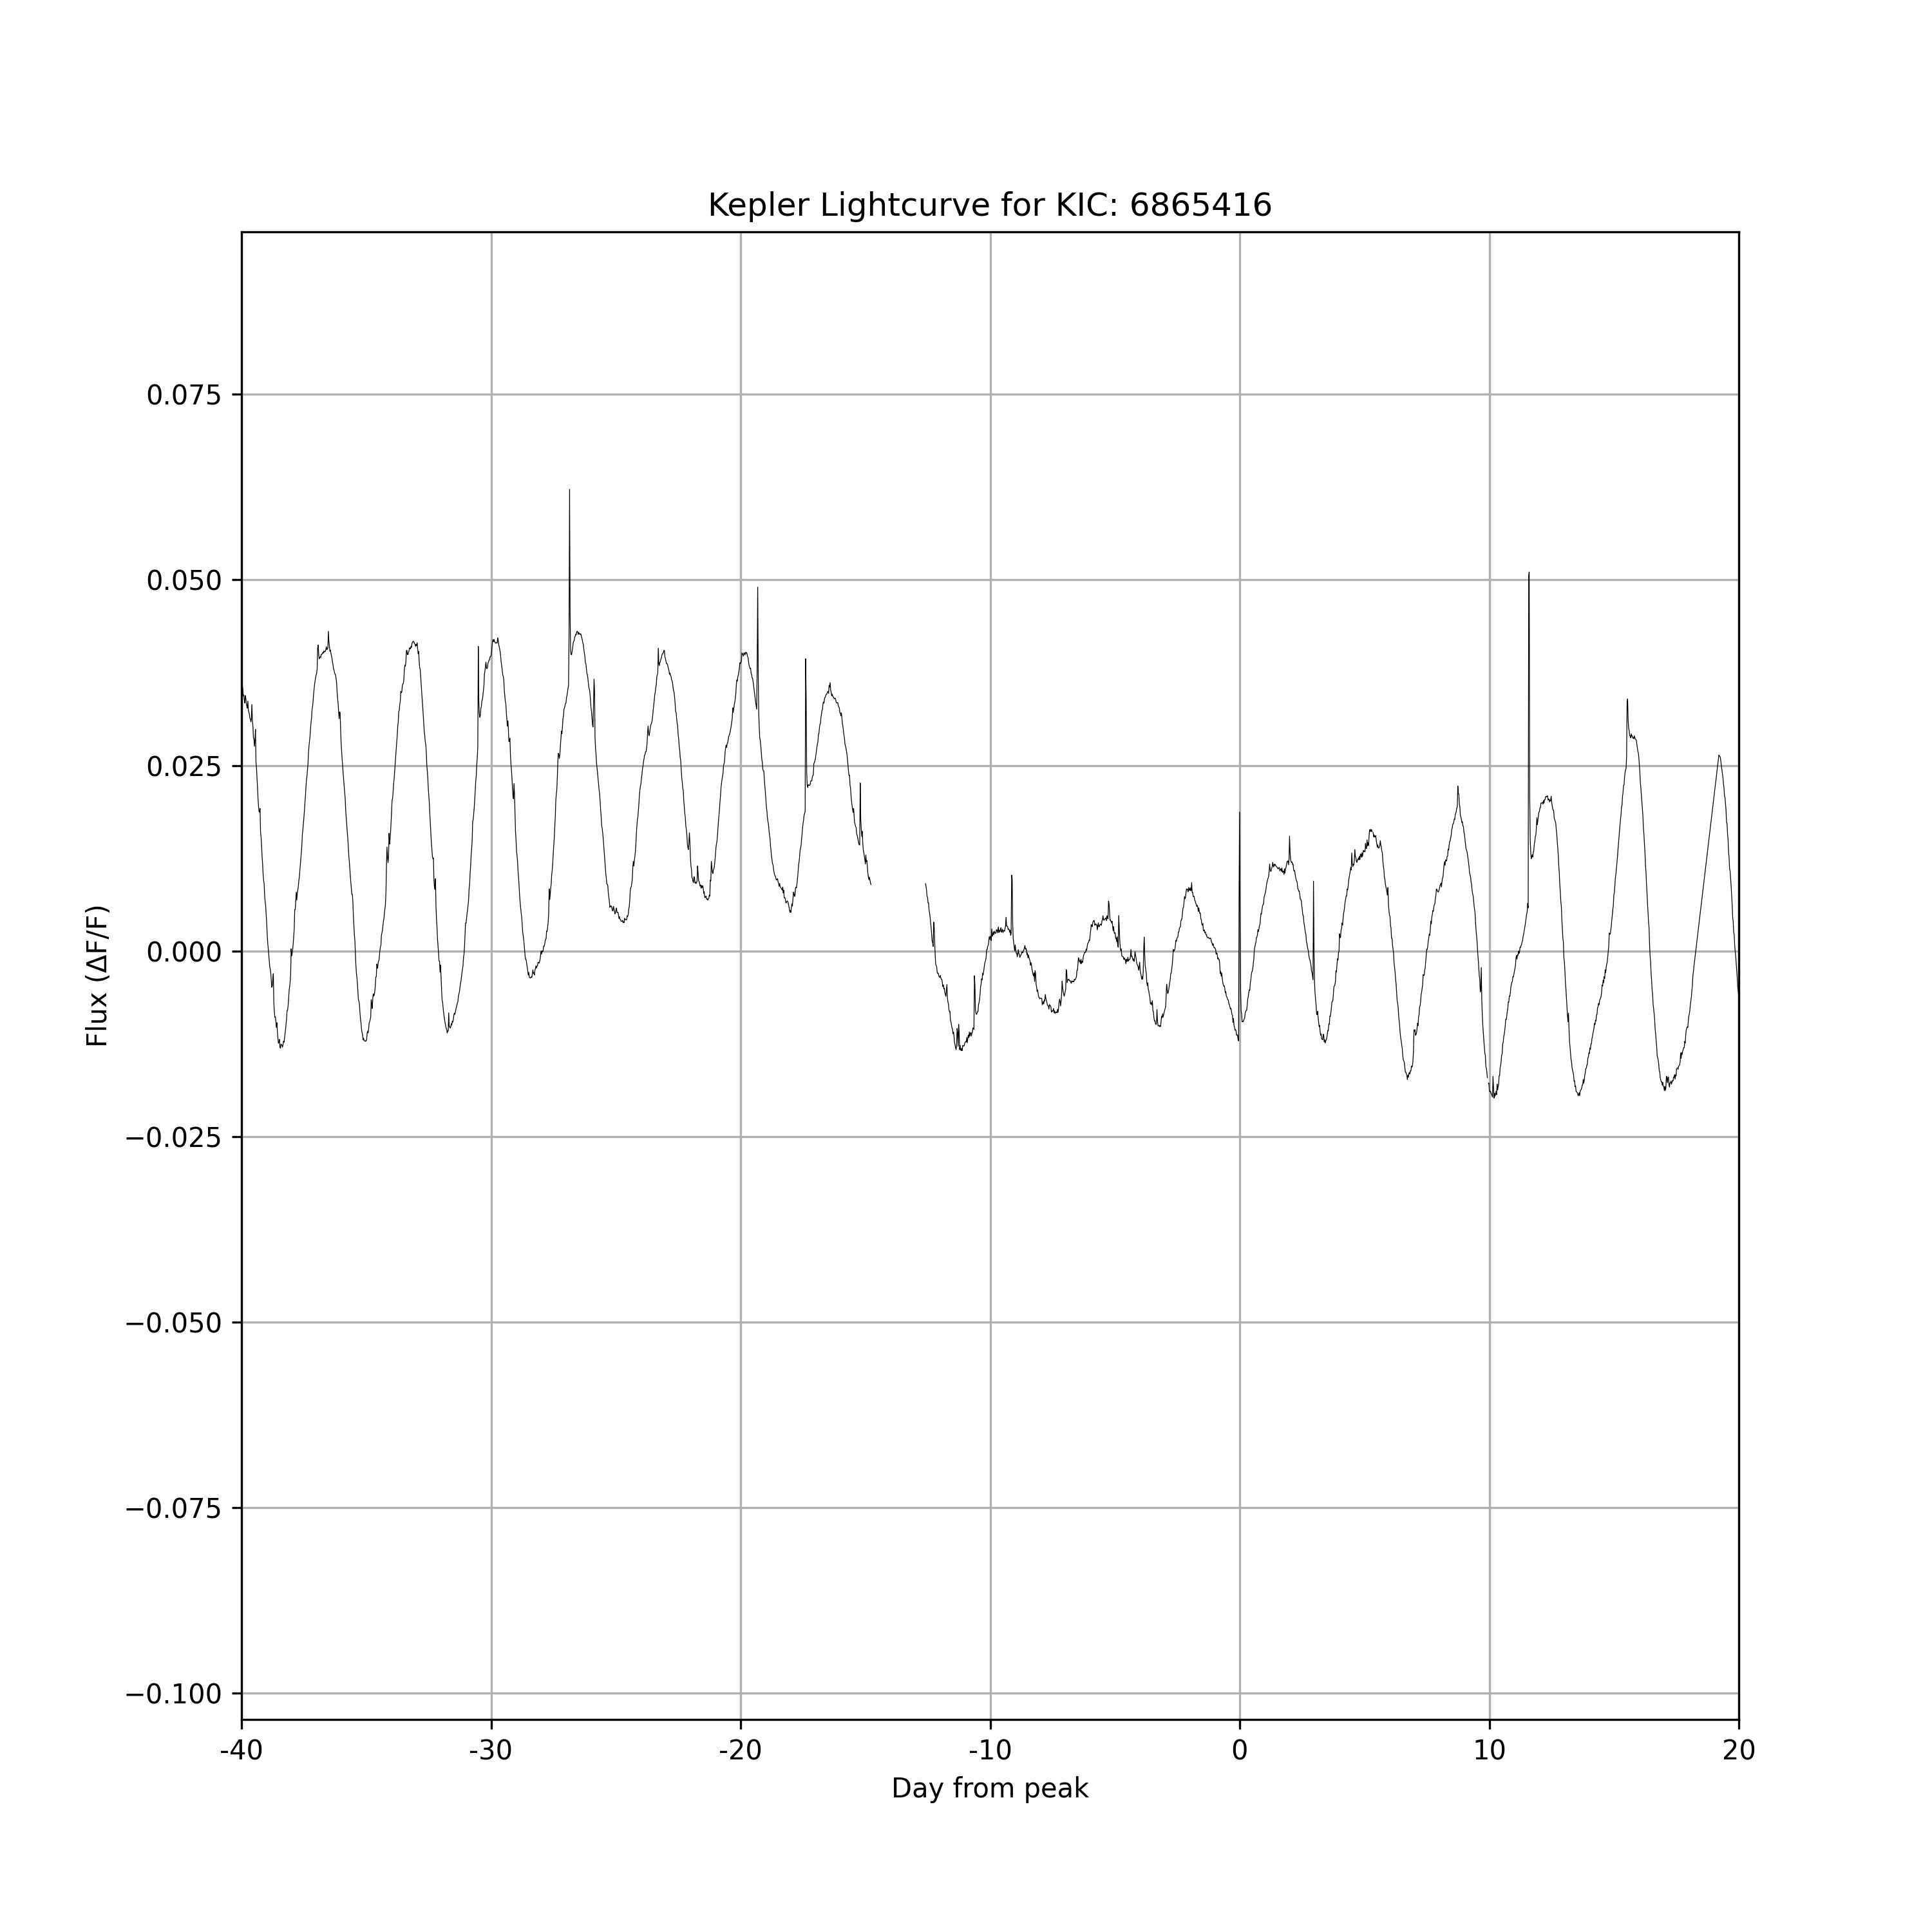 Kepler Lightcurve for KIC: 6865416
0.075
0.050
0.025
0.000
−0.025
−0.050
−0.075
−0.100
Flux (ΔF/F)
-40 -30 -20 -10 0 10 20
Day from peak